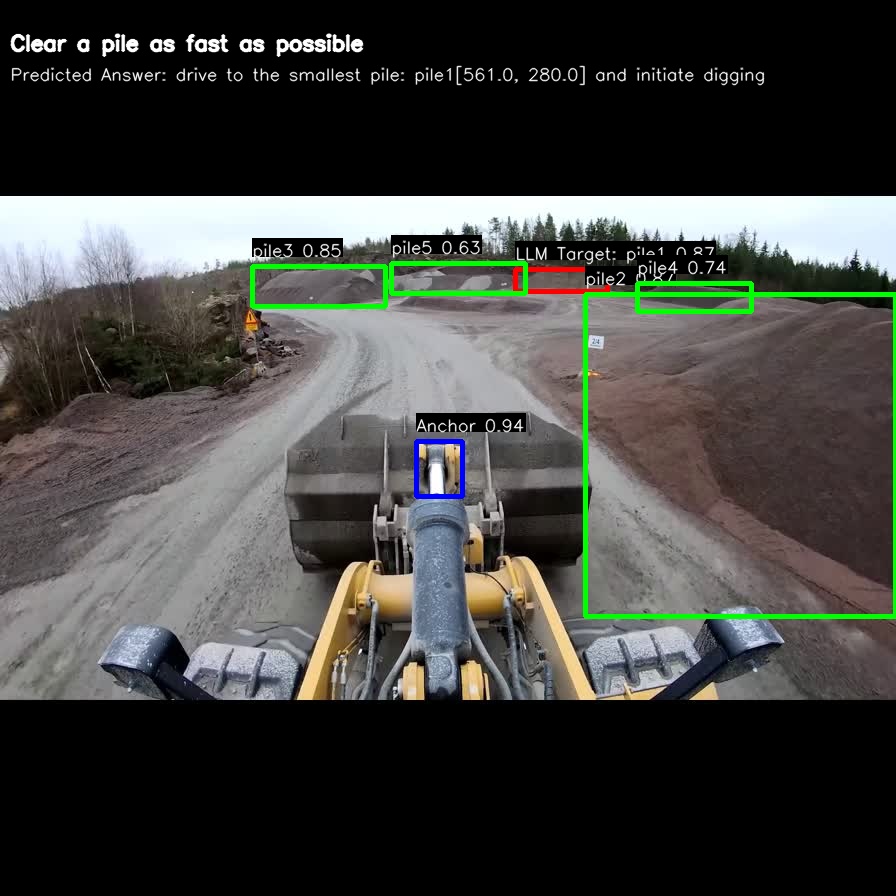 Clear a pile as fast as possible
Predicted Answer: drive to the smallest pile: pile1[561.0, 280.0] and initiate digging
pile3 0.85
pile5 0.63
LLM Target: pile1 0.87
pile4 0.74
pile2
2/4
Anchor 0.94